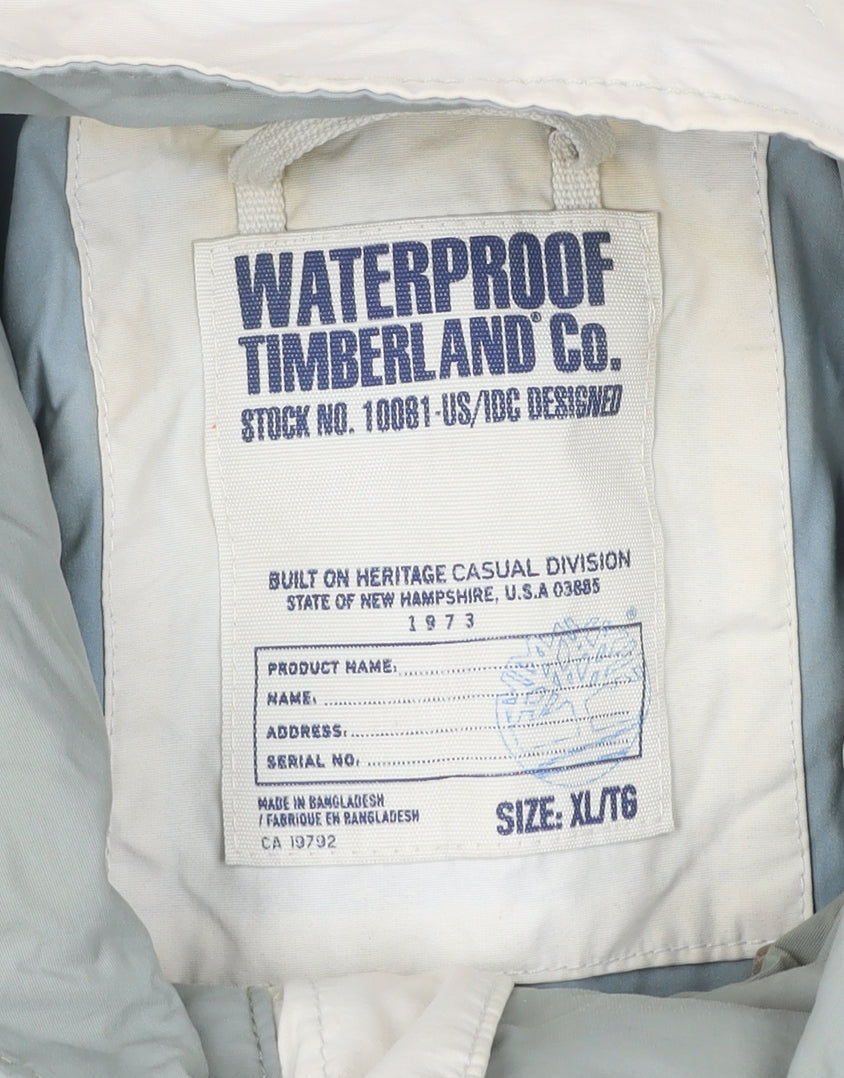 WATERPROOF
TIMBERLAND® Co.
STOCK NO. 10081-US/IDC DESIGNED
BUILT ON HERITAGE CASUAL DIVISION
STATE OF NEW HAMPSHIRE, U.S.A 03885
1973
®
PRODUCT NAME:
NAME:
ADDRESS:
SERIAL NO:
MADE IN BANGLADESH
/ FABRIQUE EN BANGLADESH
CA 19792
SIZE: XL/TG